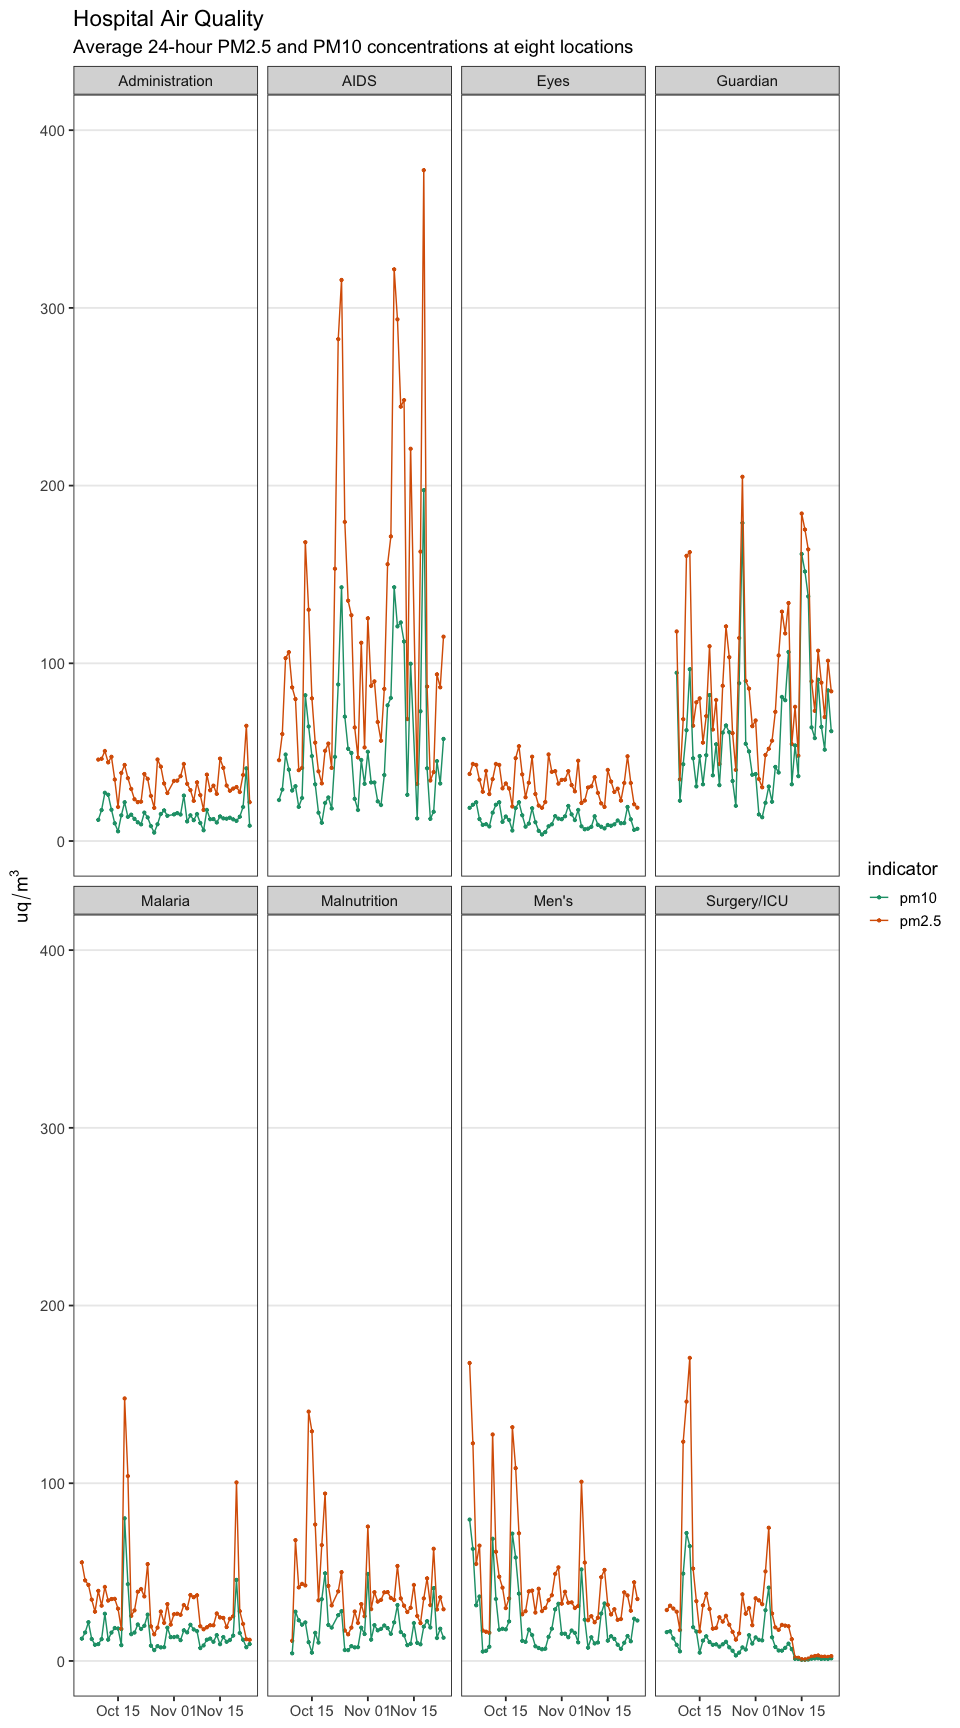 Hospital Air Quality
Average 24-hour PM2.5 and PM10 concentrations at eight locations
Administration AIDS Eyes Guardian
400
300
200
100
0
uq/m³
indicator
pm10
pm2.5
Malaria Malnutrition Men's Surgery/ICU
400
300
200
100
0
Oct 15 Nov 01 Nov 15 Oct 15 Nov 01 Nov 15 Oct 15 Nov 01 Nov 15 Oct 15 Nov 01 Nov 15